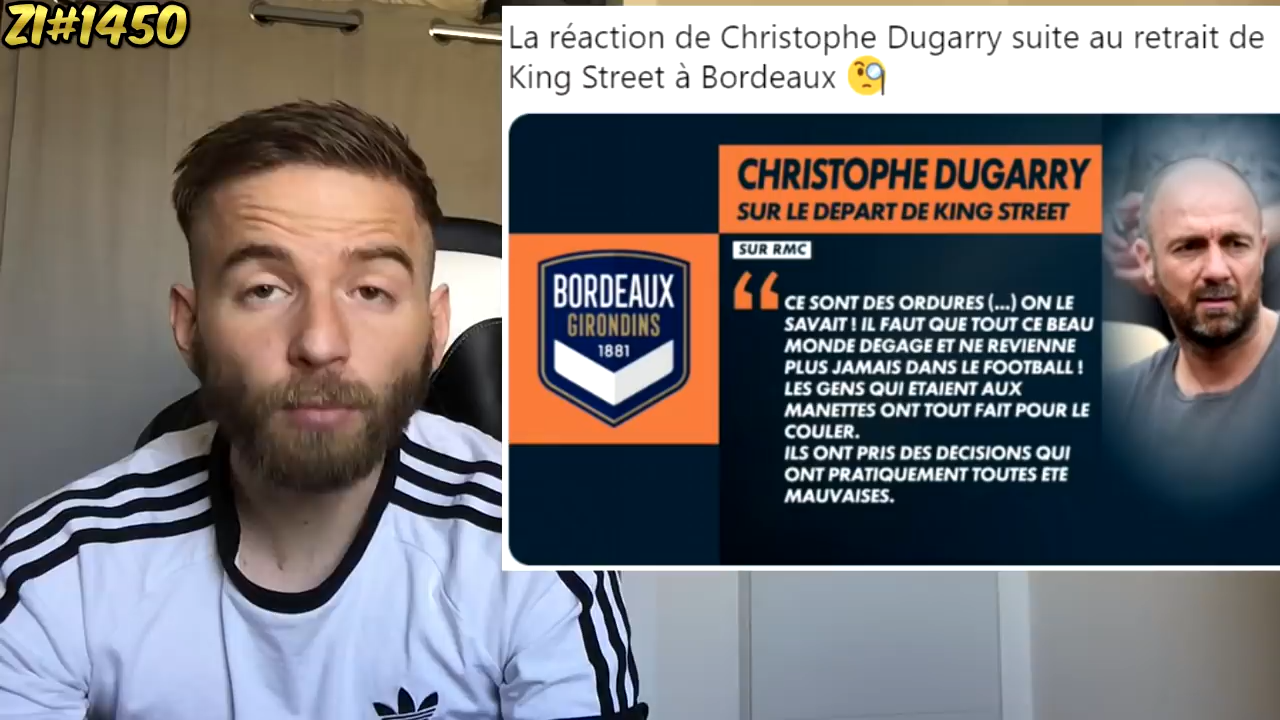 ZI#1450
La réaction de Christophe Dugarry suite au retrait de
King Street à Bordeaux 🧐
CHRISTOPHE DUGARRY
SUR LE DEPART DE KING STREET
SUR RMC
BORDEAUX
GIRONDINS
1881
“ CE SONT DES ORDURES (...) ON LE
SAVAIT ! IL FAUT QUE TOUT CE BEAU
MONDE DEGAGE ET NE REVIENNE
PLUS JAMAIS DANS LE FOOTBALL !
LES GENS QUI ETAIENT AUX
MANETTES ONT TOUT FAIT POUR LE
COULER.
ILS ONT PRIS DES DECISIONS QUI
ONT PRATIQUEMENT TOUTES ETE
MAUVAISES.